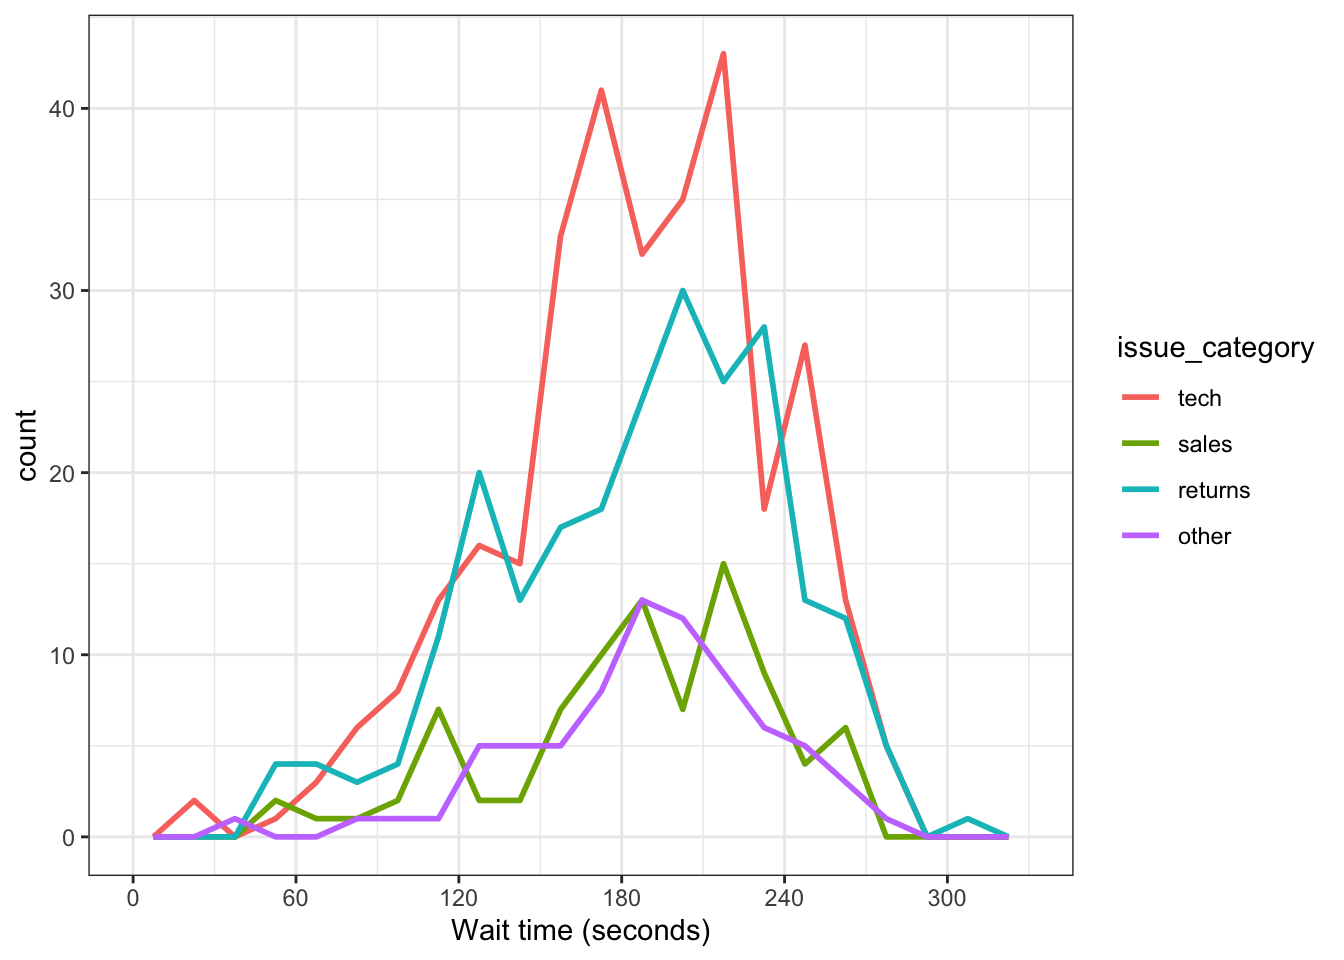 40
30
20
10
0
count
0 60 120 180 240 300
Wait time (seconds)
issue_category
tech
sales
returns
other